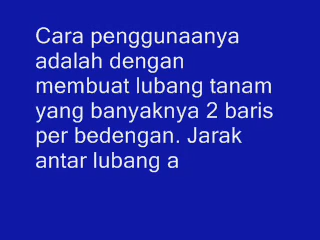 Cara penggunaanya
adalah dengan
membuat lubang tanam
yang banyaknya 2 baris
per bedengan. Jarak
antar lubang a